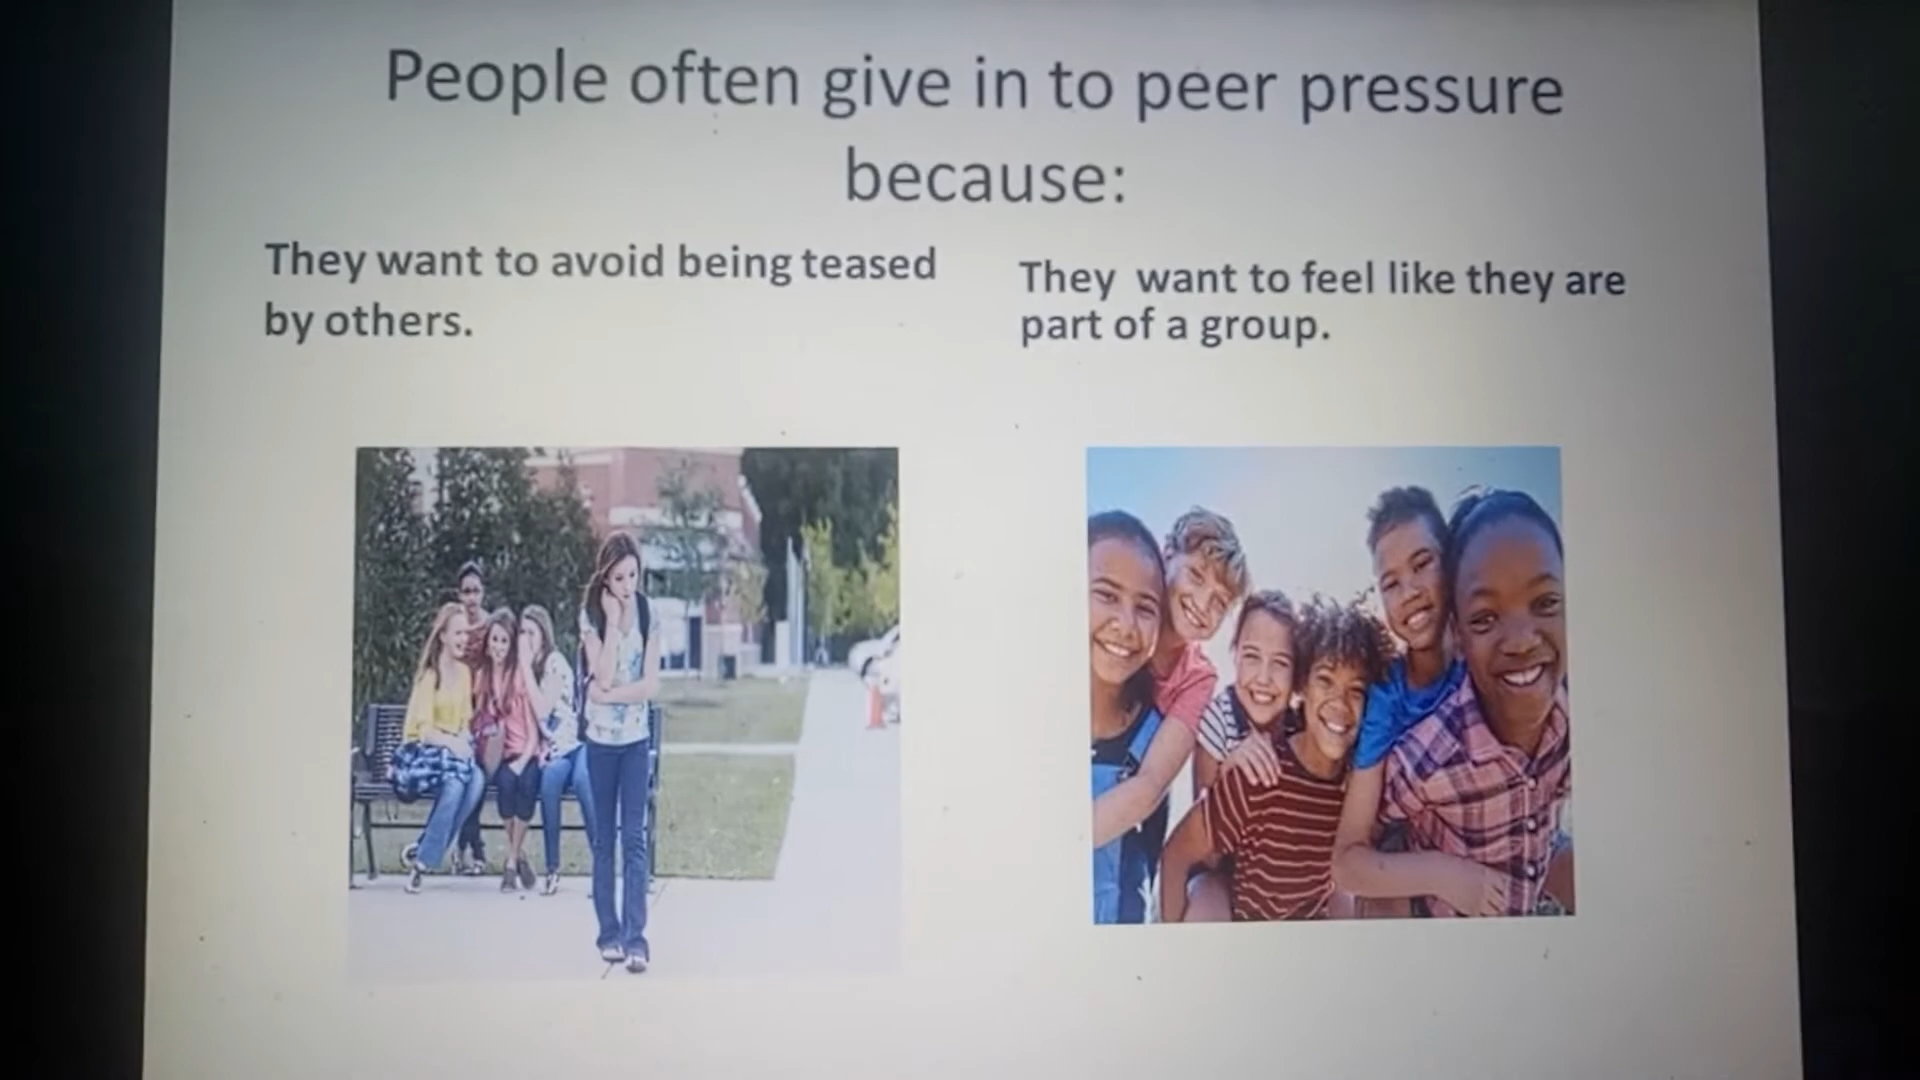 People often give in to peer pressure
because:
They want to avoid being teased
by others.
They want to feel like they are
part of a group.